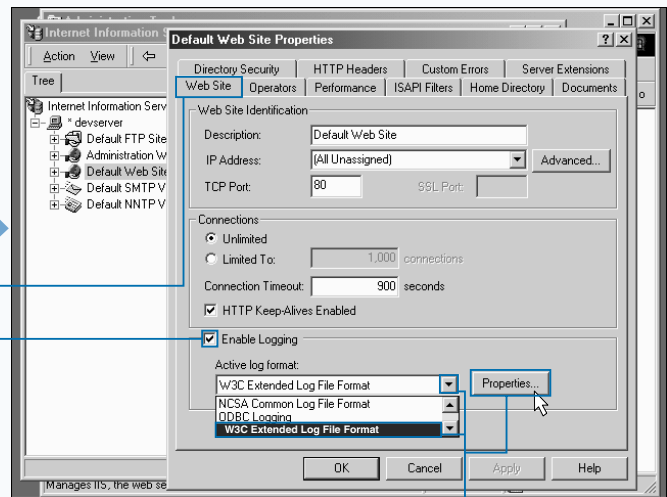 Administrative Tools
Internet Information S
Action View
Tree
Internet Information Serv
* devserver
Default FTP Site
Administration W
Default Web Site
Default SMTP V
Default NNTP V
Manages IIS, the web se
Default Web Site Properties
Directory Security HTTP Headers Custom Errors Server Extensions
Web Site Operators Performance ISAPI Filters Home Directory Documents
Web Site Identification
Description: Default Web Site
IP Address: (All Unassigned) Advanced...
TCP Port: 80 SSL Port:
Connections
Unlimited
Limited To: 1,000 connections
Connection Timeout: 900 seconds
HTTP Keep-Alives Enabled
Enable Logging
Active log format:
W3C Extended Log File Format Properties...
NCSA Common Log File Format
ODBC Logging
W3C Extended Log File Format
OK Cancel Apply Help